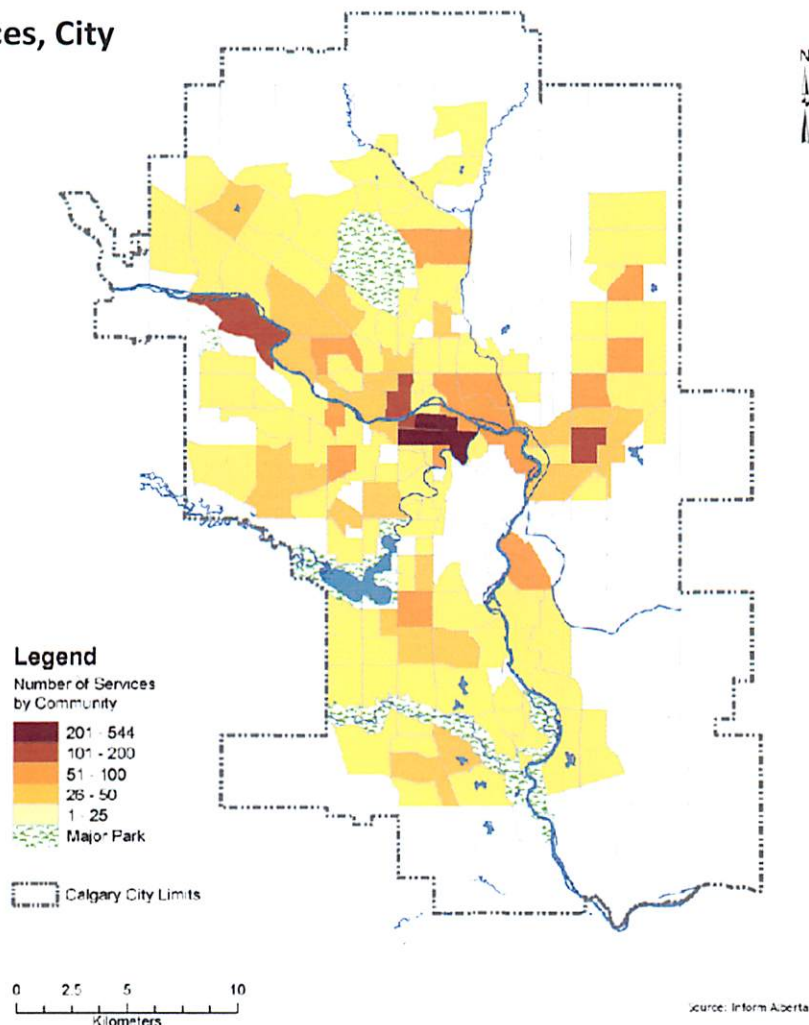 ces, City
N
Legend
Number of Services
by Community
201 - 544
101 - 200
51 - 100
26 - 50
1 - 25
Major Park
Calgary City Limits
0 2.5 5 10
Kilometers
Source: Inform Alberta